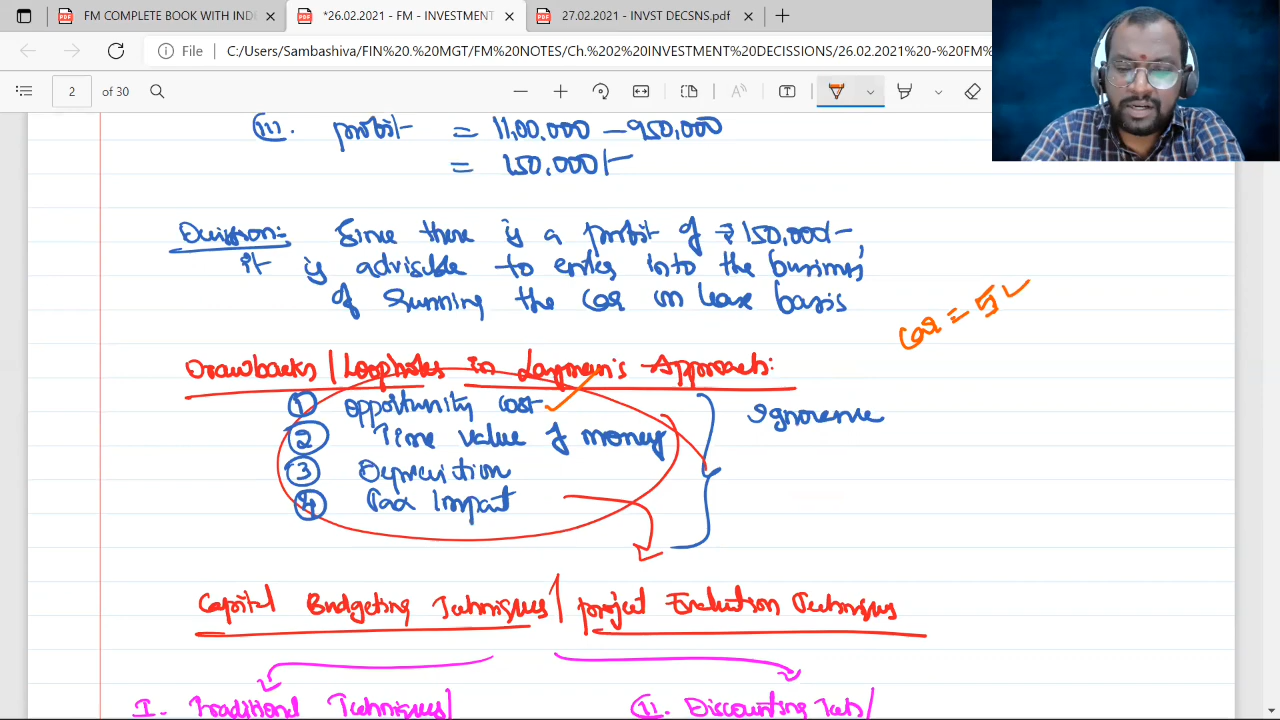 FM COMPLETE BOOK WITH INDE
*26.02.2021 - FM - INVESTMENT
27.02.2021 - INVST DECSNS.pdf
File C:/Users/Sambashiva/FIN%20.%20MGT/FM%20NOTES/Ch.%202%20INVESTMENT%20DECISSIONS/26.02.2021%20-%20FM%
2 of 30
(III). profit = 11,00,000 - 950,000
= 150,000/-
Decission:- Since there is a profit of ₹ 150,000/-,
it is advisible to enter into the business
of running the car on lease basis
Car = 5
Drawbacks / Loopholes in Layman's Approach:
① opportunity cost
② Time value of money
③ Depreciation
④ Tax Impact
Ignorence
Capital Budgeting Techniques / project Evaluation Techniques
I. Traditional Techniques /
II. Discounting Tech /